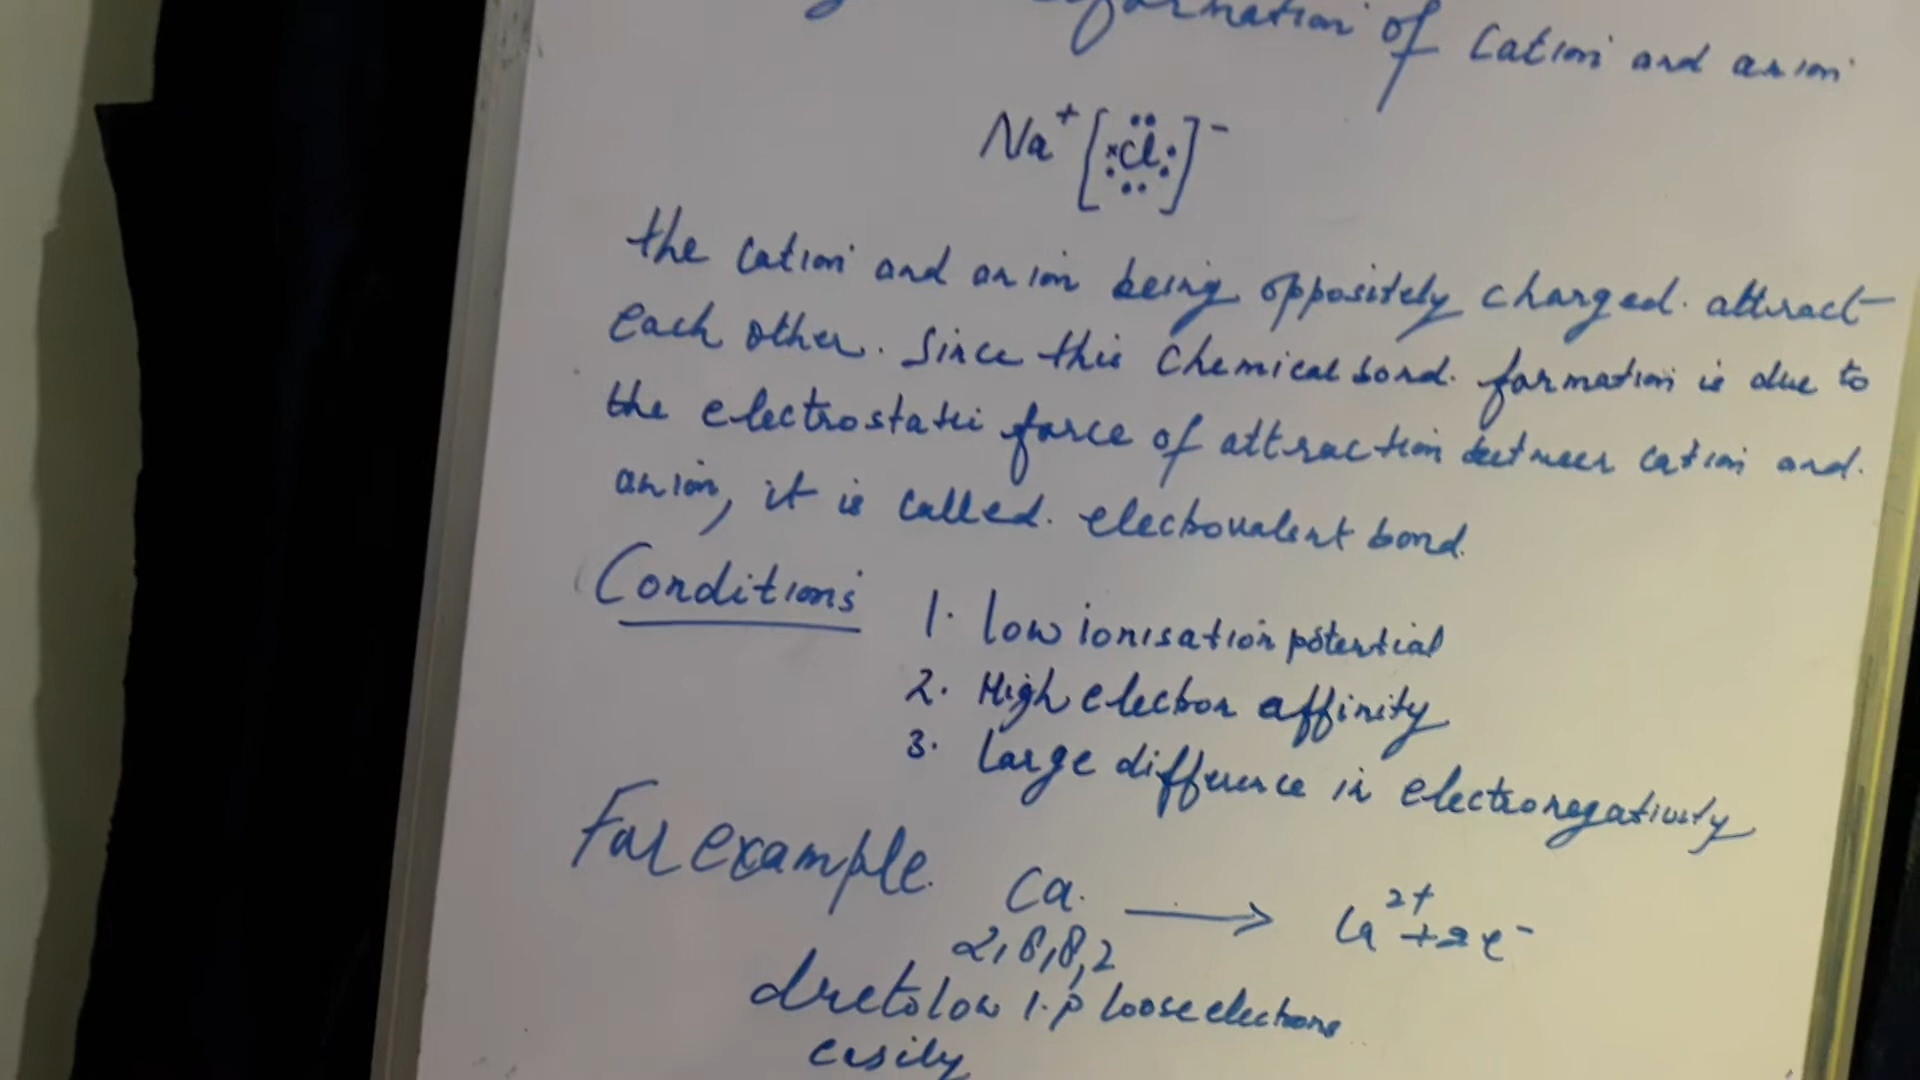 formation of Cation and anion
Na⁺ [:Cl:]⁻
the Cation and anion being oppositely charged. attract
each other. Since this Chemical bond. formation is due to
the electrostatic force of attraction between cation and.
anion, it is called. electrovalent bond.
Conditions 1. low ionisation potential
2. High electron affinity
3. Large difference in electronegativity
For example. Ca. → Ca²⁺+2e⁻
2,8,8,2
due to low I.P loose electrons
easily